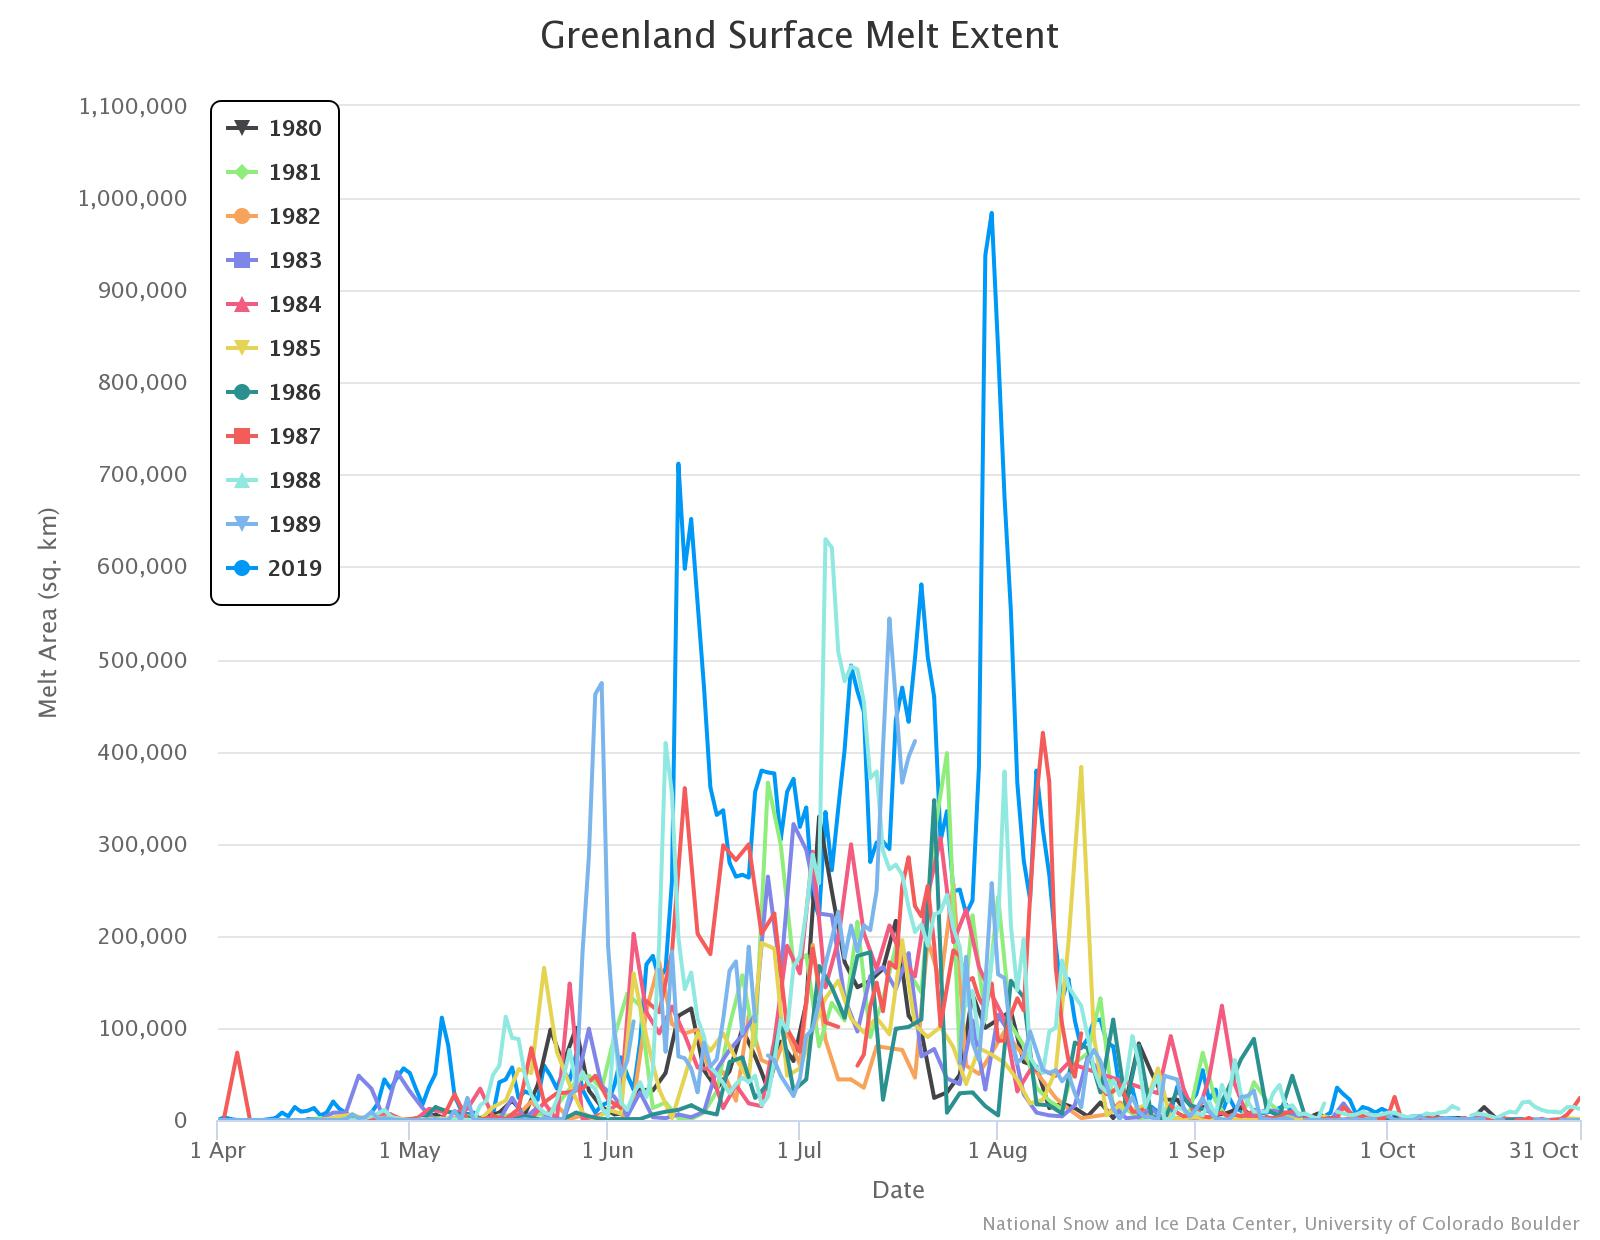 Greenland Surface Melt Extent
1,100,000
1,000,000
900,000
800,000
700,000
600,000
500,000
400,000
300,000
200,000
100,000
0
Melt Area (sq. km)
1980
1981
1982
1983
1984
1985
1986
1987
1988
1989
2019
1 Apr
1 May
1 Jun
1 Jul
1 Aug
1 Sep
1 Oct
31 Oct
Date
National Snow and Ice Data Center, University of Colorado Boulder